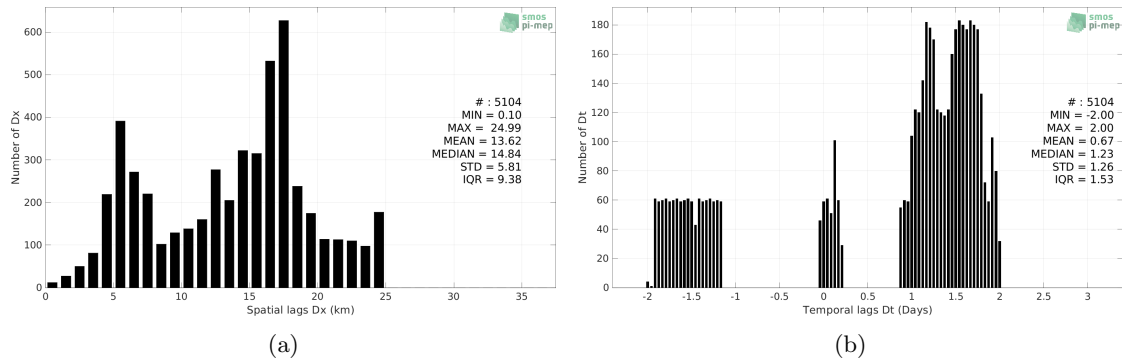 smos
pi-mep
600
500
400
300
200
100
0
Number of Dx
# : 5104
MIN = 0.10
MAX = 24.99
MEAN = 13.62
MEDIAN = 14.84
STD = 5.81
IQR = 9.38
0 5 10 15 20 25 30 35
Spatial lags Dx (km)
(a)
smos
pi-mep
180
160
140
120
100
80
60
40
20
0
Number of Dt
# : 5104
MIN = -2.00
MAX = 2.00
MEAN = 0.67
MEDIAN = 1.23
STD = 1.26
IQR = 1.53
-2 -1.5 -1 -0.5 0 0.5 1 1.5 2 2.5 3
Temporal lags Dt (Days)
(b)